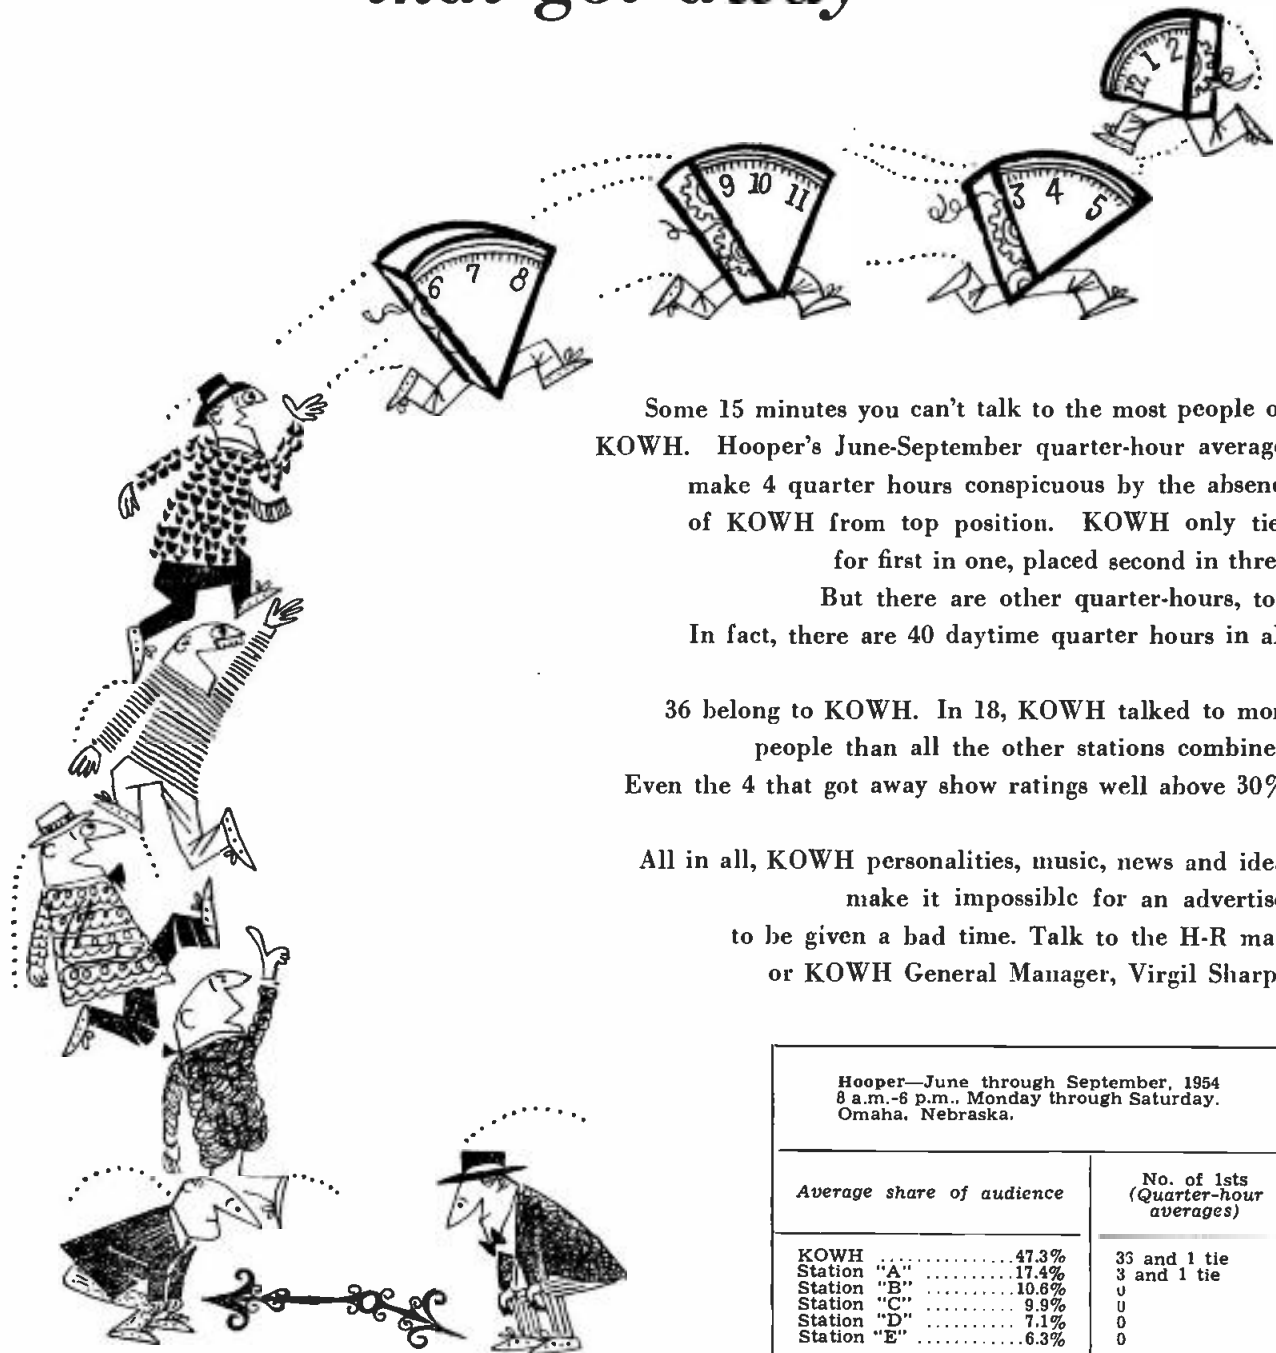 that got away
12 1 2
9 10 11
3 4 5
6 7 8
Some 15 minutes you can't talk to the most people o
KOWH. Hooper's June-September quarter-hour average
make 4 quarter hours conspicuous by the absenc
of KOWH from top position. KOWH only tie
for first in one, placed second in thre
But there are other quarter-hours, to
In fact, there are 40 daytime quarter hours in al
36 belong to KOWH. In 18, KOWH talked to mor
people than all the other stations combine
Even the 4 that got away show ratings well above 30%
All in all, KOWH personalities, music, news and idea
make it impossible for an advertise
to be given a bad time. Talk to the H-R ma
or KOWH General Manager, Virgil Sharp
Hooper—June through September, 1954
8 a.m.-6 p.m., Monday through Saturday.
Omaha, Nebraska.
Average share of audience
No. of 1sts
(Quarter-hour
averages)
KOWH ..............47.3% 35 and 1 tie
Station "A" ..........17.4% 3 and 1 tie
Station "B" ..........10.6% 0
Station "C" .......... 9.9% 0
Station "D" .......... 7.1% 0
Station "E" ............6.3% 0